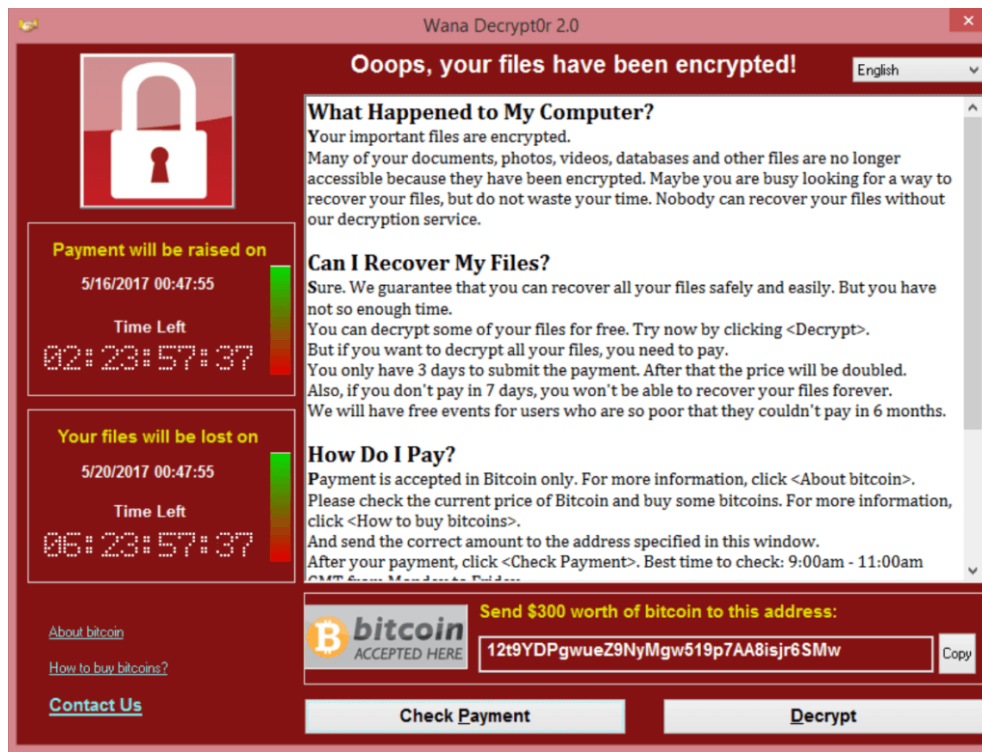 Wana Decrypt0r 2.0
Ooops, your files have been encrypted!
English
Payment will be raised on
5/16/2017 00:47:55
Time Left
02:23:57:37
Your files will be lost on
5/20/2017 00:47:55
Time Left
06:23:57:37
About bitcoin
How to buy bitcoins?
Contact Us
What Happened to My Computer?
Your important files are encrypted.
Many of your documents, photos, videos, databases and other files are no longer
accessible because they have been encrypted. Maybe you are busy looking for a way to
recover your files, but do not waste your time. Nobody can recover your files without
our decryption service.
Can I Recover My Files?
Sure. We guarantee that you can recover all your files safely and easily. But you have
not so enough time.
You can decrypt some of your files for free. Try now by clicking <Decrypt>.
But if you want to decrypt all your files, you need to pay.
You only have 3 days to submit the payment. After that the price will be doubled.
Also, if you don't pay in 7 days, you won't be able to recover your files forever.
We will have free events for users who are so poor that they couldn't pay in 6 months.
How Do I Pay?
Payment is accepted in Bitcoin only. For more information, click <About bitcoin>.
Please check the current price of Bitcoin and buy some bitcoins. For more information,
click <How to buy bitcoins>.
And send the correct amount to the address specified in this window.
After your payment, click <Check Payment>. Best time to check: 9:00am - 11:00am
GMT from Monday to Friday.
bitcoin
ACCEPTED HERE
Send $300 worth of bitcoin to this address:
12t9YDPgwueZ9NyMgw519p7AA8isjr6SMw
Copy
Check Payment
Decrypt